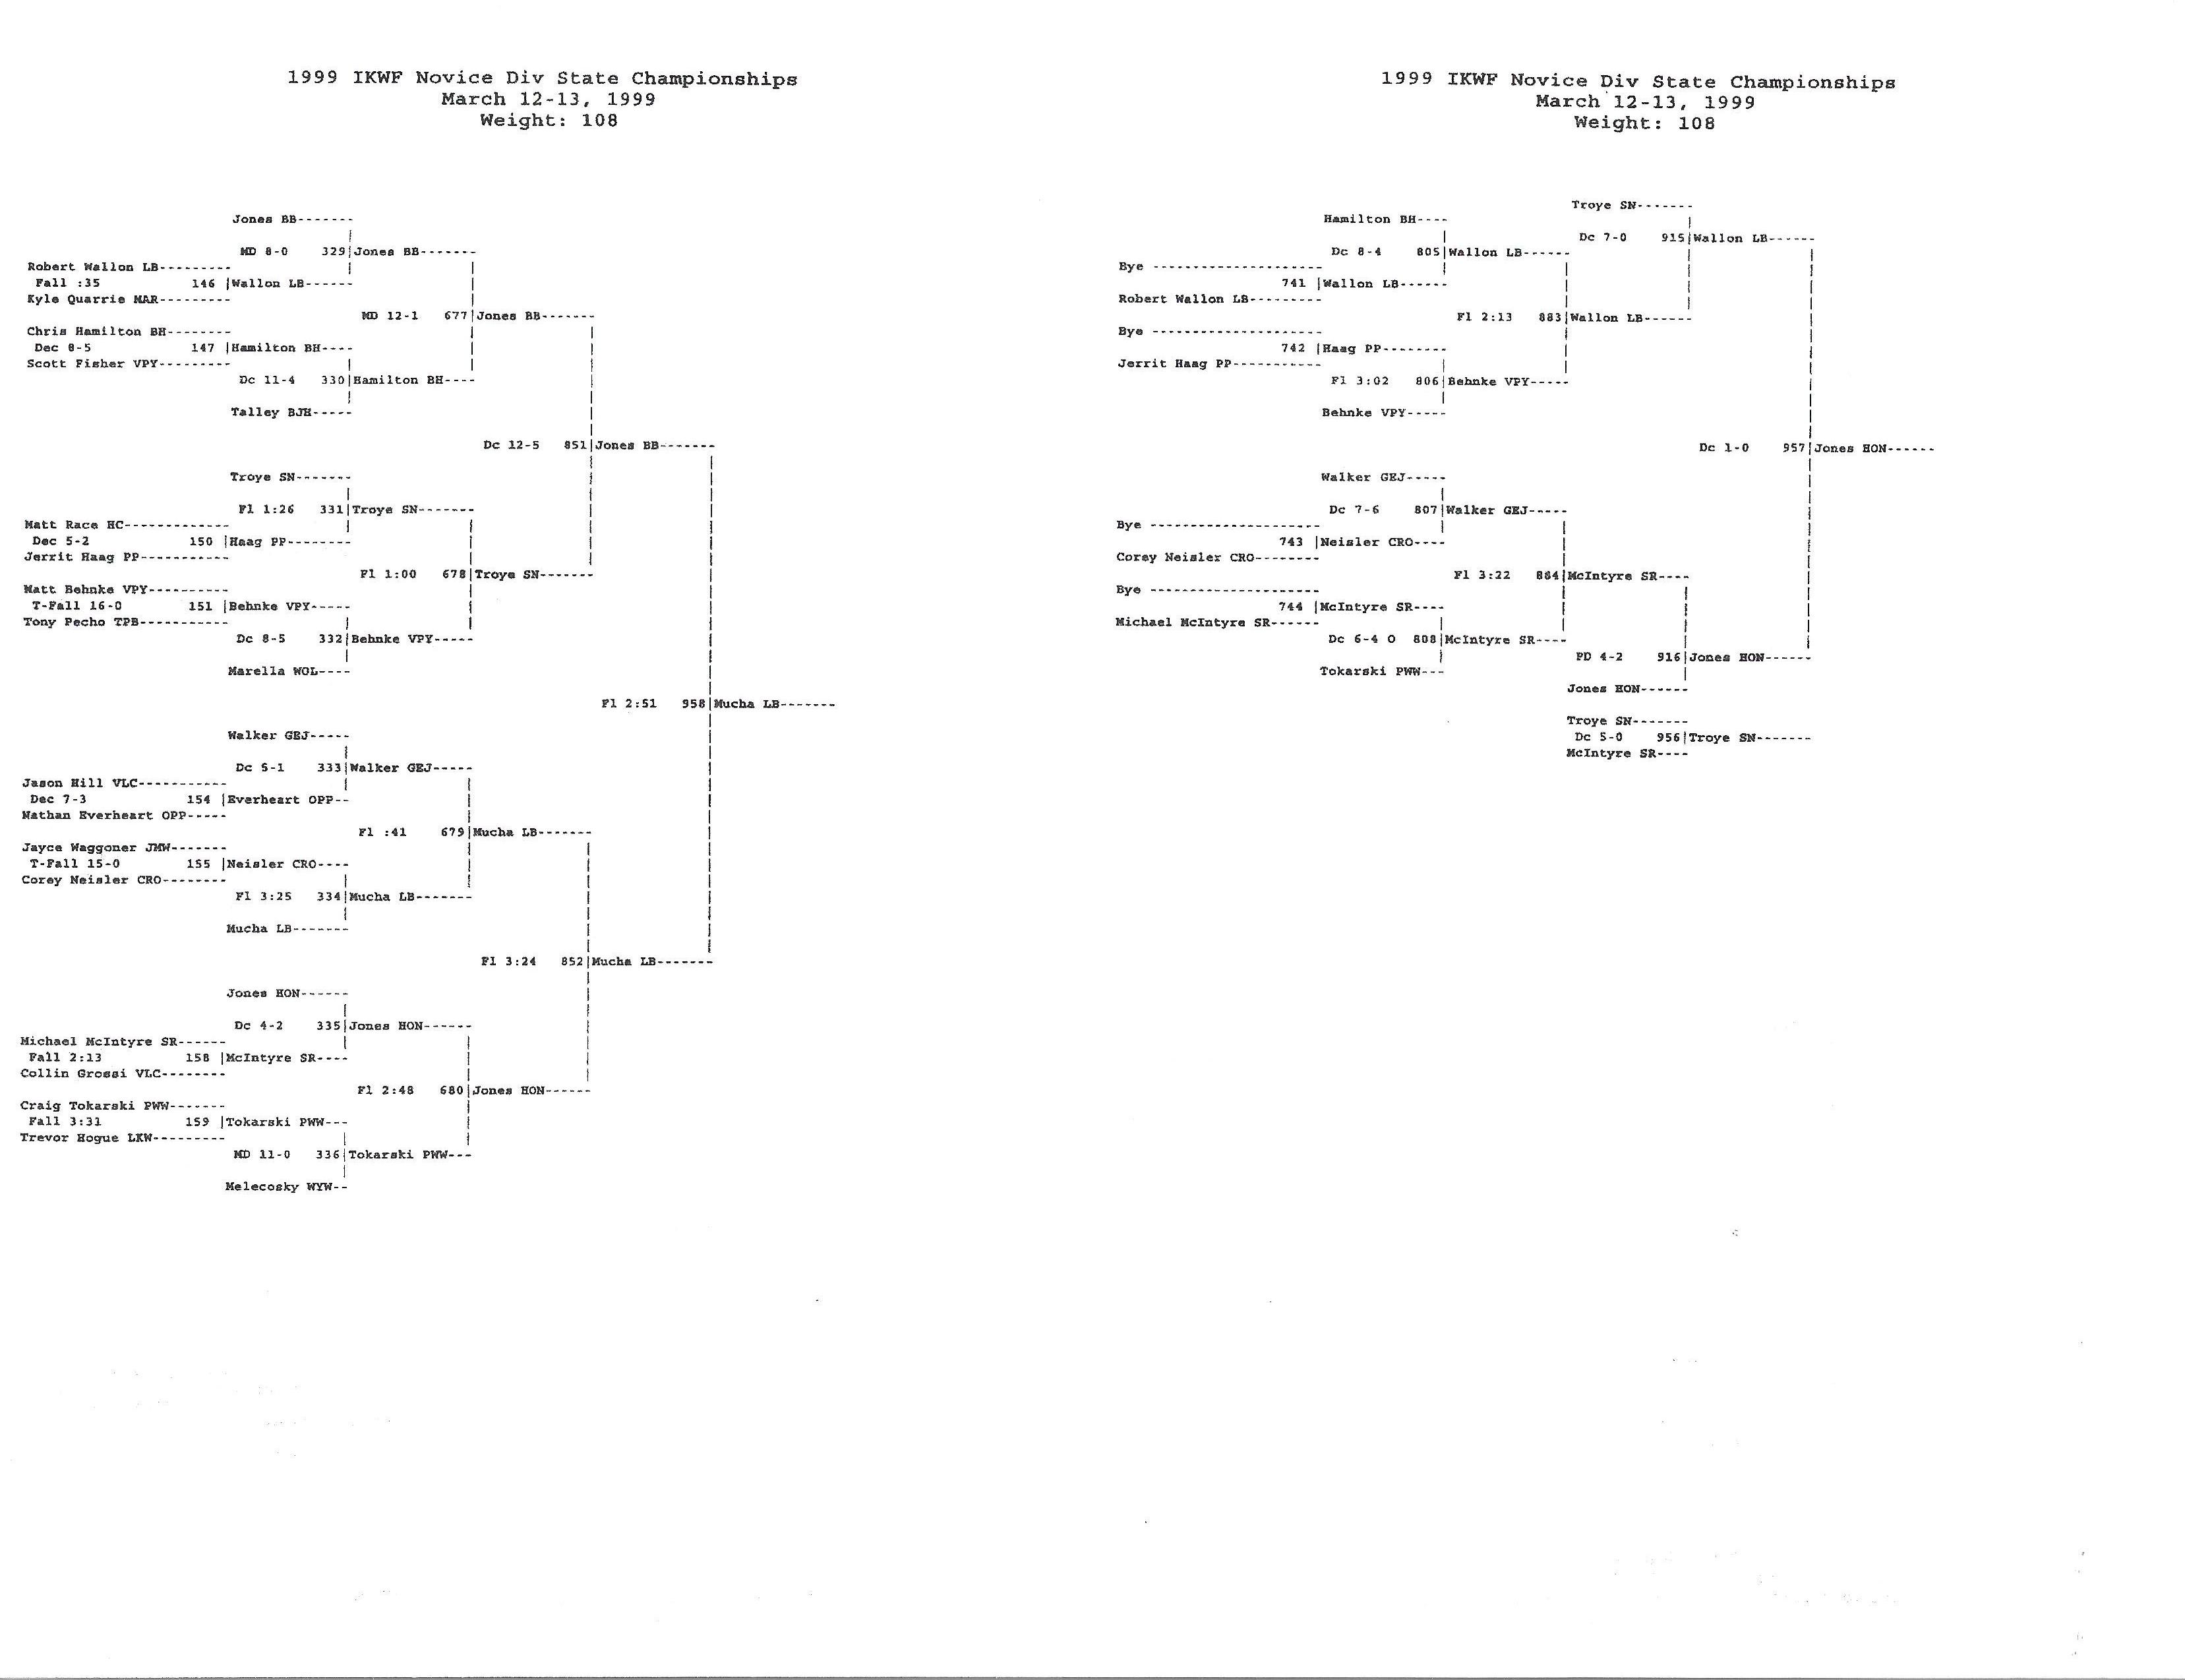 1999 IKWF Novice Div State Championships
March 12-13, 1999
Weight: 108
Jones BB-------
MD 8-0 329|Jones BB-------
Robert Wallon LB---------
Fall :35 146 |Wallon LB------
Kyle Quarrie MAR---------
MD 12-1 677|Jones BB-------
Chris Hamilton BH--------
Dec 8-5 147 |Hamilton BH----
Scott Fisher VPY---------
Dc 11-4 330|Hamilton BH----
Talley BJH-----
Dc 12-5 851|Jones BB-------
Troye SN-------
Fl 1:26 331|Troye SN-------
Matt Race HC-------------
Dec 5-2 150 |Haag PP--------
Jerrit Haag PP-----------
Fl 1:00 678|Troye SN-------
Matt Behnke VPY----------
T-Fall 16-0 151 |Behnke VPY-----
Tony Pecho TPB-----------
Dc 8-5 332|Behnke VPY-----
Marella WOL----
Fl 2:51 958|Mucha LB-------
Walker GEJ-----
Dc 5-1 333|Walker GEJ-----
Jason Hill VLC-----------
Dec 7-3 154 |Everheart OPP--
Nathan Everheart OPP-----
Fl :41 679|Mucha LB-------
Jayce Waggoner JMW-------
T-Fall 15-0 155 |Neisler CRO----
Corey Neisler CRO--------
Fl 3:25 334|Mucha LB-------
Mucha LB-------
Fl 3:24 852|Mucha LB-------
Jones HON------
Dc 4-2 335|Jones HON------
Michael McIntyre SR------
Fall 2:13 158 |McIntyre SR----
Collin Grossi VLC--------
Fl 2:48 680|Jones HON------
Craig Tokarski PWW-------
Fall 3:31 159 |Tokarski PWW---
Trevor Hogue LKW---------
MD 11-0 336|Tokarski PWW---
Melecosky WYW--
1999 IKWF Novice Div State Championships
March 12-13, 1999
Weight: 108
Troye SN-------
Hamilton BH----
Dc 7-0 915|Wallon LB------
Dc 8-4 805|Wallon LB------
Bye ---------------------
741 |Wallon LB------
Robert Wallon LB---------
Fl 2:13 883|Wallon LB------
Bye ---------------------
742 |Haag PP--------
Jerrit Haag PP-----------
Fl 3:02 806|Behnke VPY-----
Behnke VPY-----
Dc 1-0 957|Jones HON------
Walker GEJ-----
Dc 7-6 807|Walker GEJ-----
Bye ---------------------
743 |Neisler CRO----
Corey Neisler CRO--------
Fl 3:22 884|McIntyre SR----
Bye ---------------------
744 |McIntyre SR----
Michael McIntyre SR------
Dc 6-4 O 808|McIntyre SR----
PD 4-2 916|Jones HON------
Tokarski PWW---
Jones HON------
Troye SN-------
Dc 5-0 956|Troye SN-------
McIntyre SR----